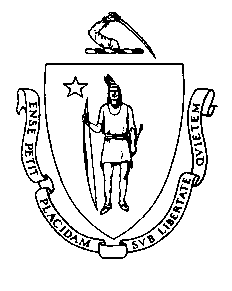 ENSE PETIT
PLACIDAM
SVB LIBERTATE
QVIETEM